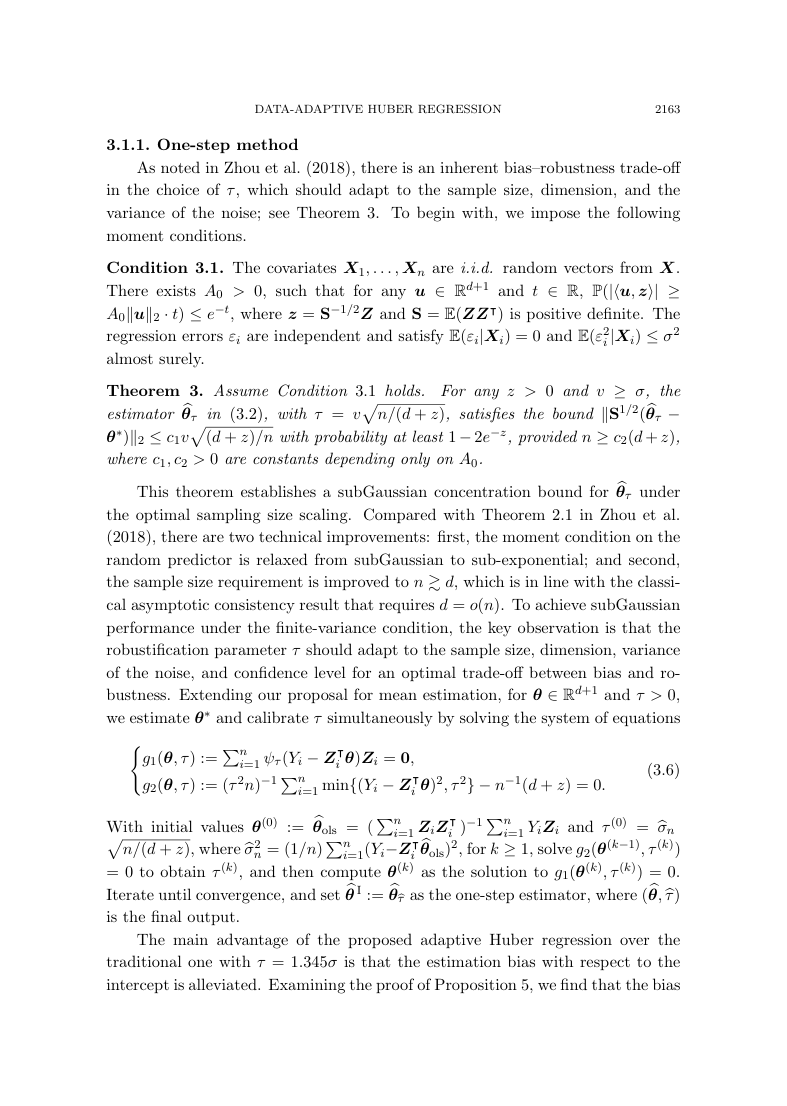 DATA-ADAPTIVE HUBER REGRESSION 2163
3.1.1. One-step method
As noted in Zhou et al. (2018), there is an inherent bias–robustness trade-off
in the choice of τ, which should adapt to the sample size, dimension, and the
variance of the noise; see Theorem 3. To begin with, we impose the following
moment conditions.
Condition 3.1. The covariates X₁, . . . , Xₙ are i.i.d. random vectors from X.
There exists A₀ > 0, such that for any u ∈ ℝᵈ⁺¹ and t ∈ ℝ, ℙ(|⟨u, z⟩| ≥
A₀‖u‖₂ · t) ≤ e⁻ᵗ, where z = S⁻¹/²Z and S = 𝔼(ZZ⊺) is positive definite. The
regression errors εᵢ are independent and satisfy 𝔼(εᵢ|Xᵢ) = 0 and 𝔼(εᵢ²|Xᵢ) ≤ σ²
almost surely.
Theorem 3. Assume Condition 3.1 holds. For any z > 0 and v ≥ σ, the
estimator θ̂_τ in (3.2), with τ = v√(n/(d + z)), satisfies the bound ‖S¹/²(θ̂_τ −
θ*)‖₂ ≤ c₁v√((d + z)/n) with probability at least 1 − 2e⁻ᶻ, provided n ≥ c₂(d + z),
where c₁, c₂ > 0 are constants depending only on A₀.
This theorem establishes a subGaussian concentration bound for θ̂_τ under
the optimal sampling size scaling. Compared with Theorem 2.1 in Zhou et al.
(2018), there are two technical improvements: first, the moment condition on the
random predictor is relaxed from subGaussian to sub-exponential; and second,
the sample size requirement is improved to n ≳ d, which is in line with the classi-
cal asymptotic consistency result that requires d = o(n). To achieve subGaussian
performance under the finite-variance condition, the key observation is that the
robustification parameter τ should adapt to the sample size, dimension, variance
of the noise, and confidence level for an optimal trade-off between bias and ro-
bustness. Extending our proposal for mean estimation, for θ ∈ ℝᵈ⁺¹ and τ > 0,
we estimate θ* and calibrate τ simultaneously by solving the system of equations
{ g₁(θ, τ) := ∑ⁿᵢ₌₁ ψ_τ(Yᵢ − Zᵢ⊺θ)Zᵢ = 0,
g₂(θ, τ) := (τ²n)⁻¹ ∑ⁿᵢ₌₁ min{(Yᵢ − Zᵢ⊺θ)², τ²} − n⁻¹(d + z) = 0. (3.6)
With initial values θ⁽⁰⁾ := θ̂_ols = ( ∑ⁿᵢ₌₁ ZᵢZᵢ⊺ )⁻¹ ∑ⁿᵢ₌₁ YᵢZᵢ and τ⁽⁰⁾ = σ̂ₙ
√(n/(d + z)), where σ̂ₙ² = (1/n) ∑ⁿᵢ₌₁(Yᵢ−Zᵢ⊺θ̂_ols)², for k ≥ 1, solve g₂(θ⁽ᵏ⁻¹⁾, τ⁽ᵏ⁾)
= 0 to obtain τ⁽ᵏ⁾, and then compute θ⁽ᵏ⁾ as the solution to g₁(θ⁽ᵏ⁾, τ⁽ᵏ⁾) = 0.
Iterate until convergence, and set θ̂ᴵ := θ̂_τ̂ as the one-step estimator, where (θ̂, τ̂)
is the final output.
The main advantage of the proposed adaptive Huber regression over the
traditional one with τ = 1.345σ is that the estimation bias with respect to the
intercept is alleviated. Examining the proof of Proposition 5, we find that the bias